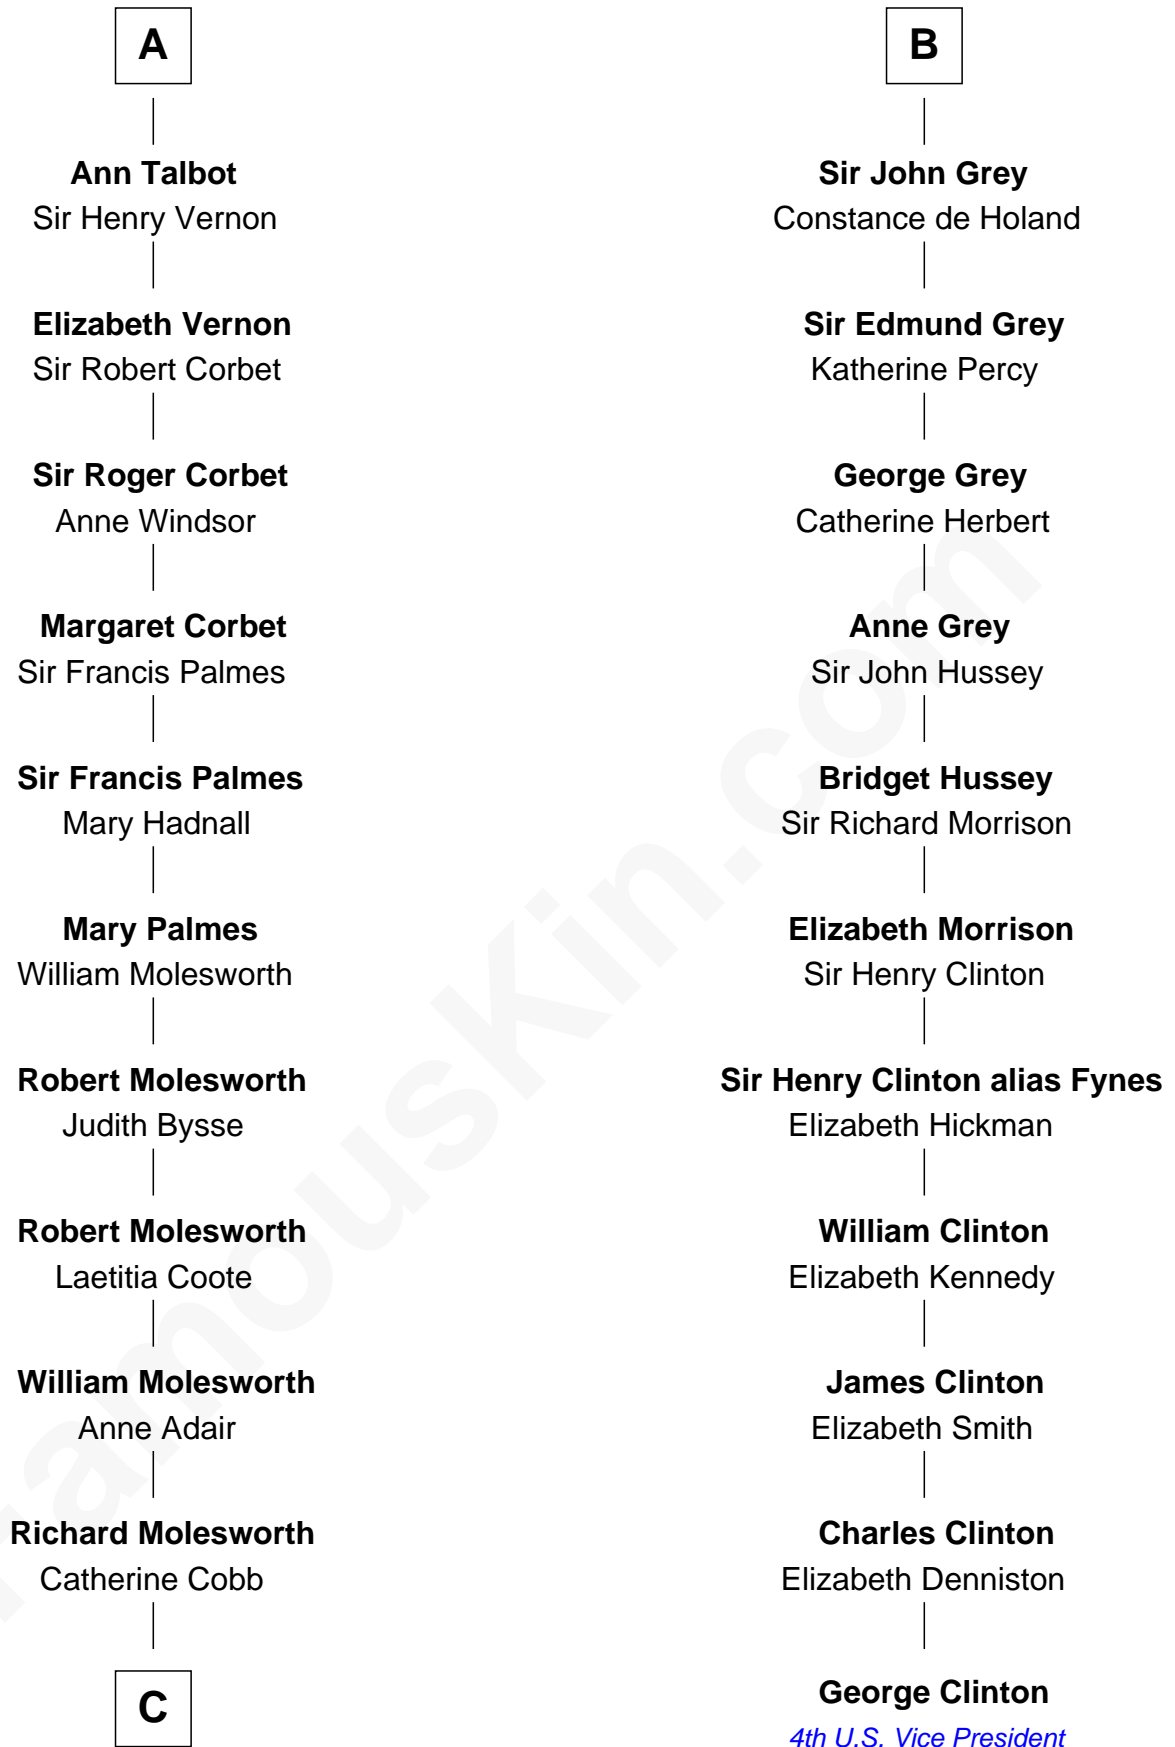 A
Ann Talbot
Sir Henry Vernon
Elizabeth Vernon
Sir Robert Corbet
Sir Roger Corbet
Anne Windsor
Margaret Corbet
Sir Francis Palmes
Sir Francis Palmes
Mary Hadnall
Mary Palmes
William Molesworth
Robert Molesworth
Judith Bysse
Robert Molesworth
Laetitia Coote
William Molesworth
Anne Adair
Richard Molesworth
Catherine Cobb
C
B
Sir John Grey
Constance de Holand
Sir Edmund Grey
Katherine Percy
George Grey
Catherine Herbert
Anne Grey
Sir John Hussey
Bridget Hussey
Sir Richard Morrison
Elizabeth Morrison
Sir Henry Clinton
Sir Henry Clinton alias Fynes
Elizabeth Hickman
William Clinton
Elizabeth Kennedy
James Clinton
Elizabeth Smith
Charles Clinton
Elizabeth Denniston
George Clinton
4th U.S. Vice President
FamousKin.com